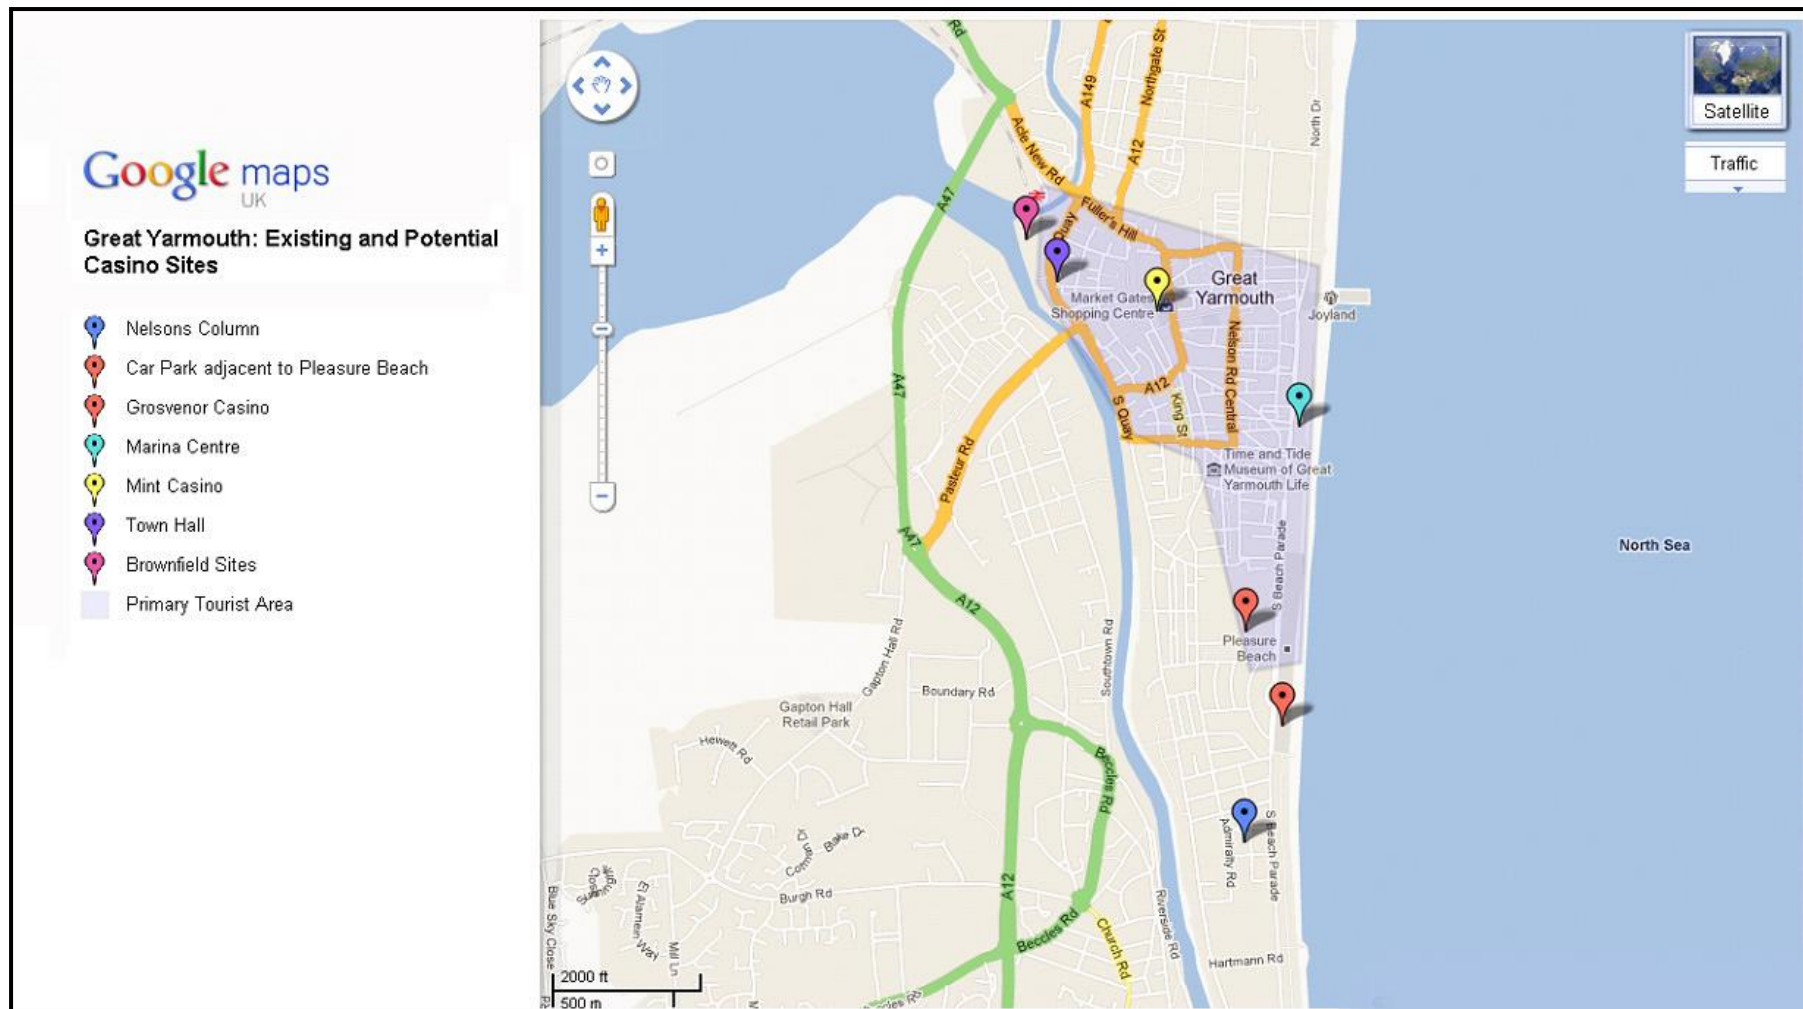 Google maps
UK
Great Yarmouth: Existing and Potential
Casino Sites
Nelsons Column
Car Park adjacent to Pleasure Beach
Grosvenor Casino
Marina Centre
Mint Casino
Town Hall
Brownfield Sites
Primary Tourist Area
Satellite
Traffic
Rd
A149
Northgate St
A12
North Dr
Acle New Rd
A47
Fuller's Hill
Quay
Great
Yarmouth
Market Gates
Shopping Centre
Joyland
Nelson Rd Central
A47
A12
King St
S Quay
Pasteur Rd
Time and Tide
Museum of Great
Yarmouth Life
A47
S Beach Parade
North Sea
A12
Gapton Hall Rd
Southtown Rd
Pleasure
Beach
Boundary Rd
Gapton Hall
Retail Park
Hewett Rd
Beccles Rd
Blake Dr
Admiralty Rd
S Beach Parade
A12
Burgh Rd
El Alamein Way
Blue Sky Close
Mill Ln
Beccles Rd
Church Rd
Riverside Rd
Hartmann Rd
2000 ft
500 m